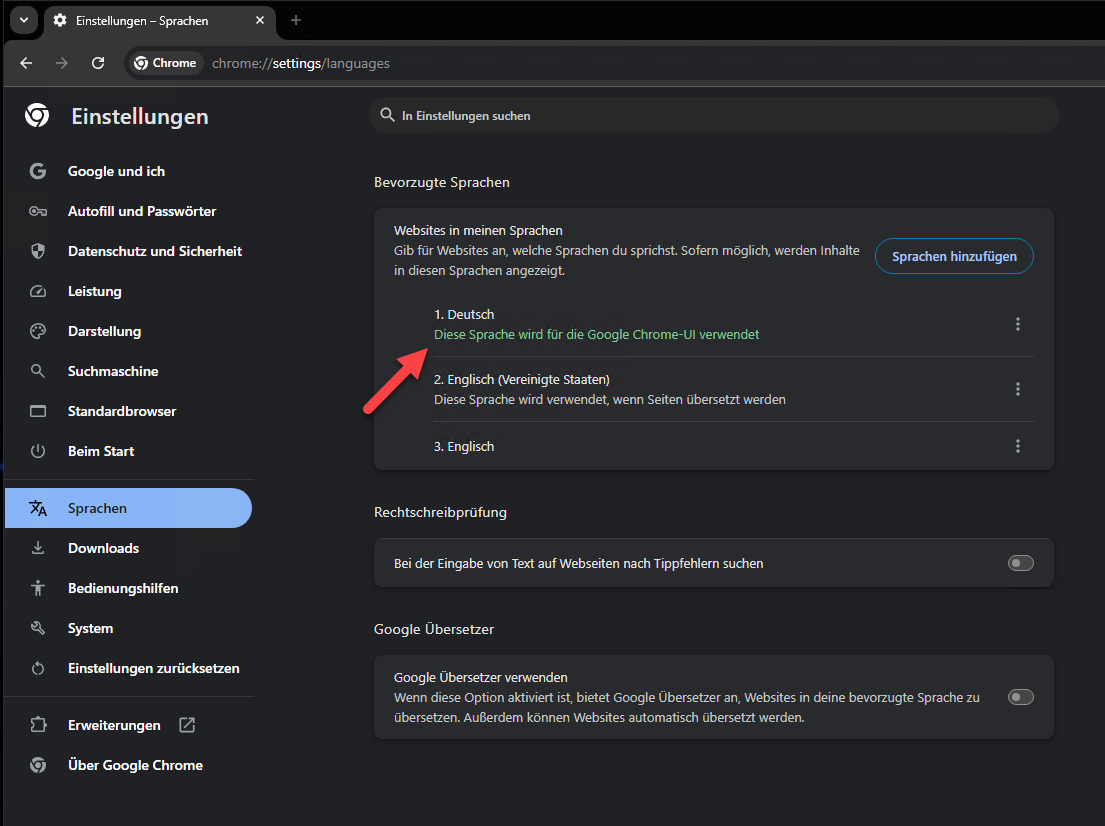 Einstellungen – Sprachen
Chrome
chrome://settings/languages
Einstellungen
In Einstellungen suchen
Google und ich
Autofill und Passwörter
Datenschutz und Sicherheit
Leistung
Darstellung
Suchmaschine
Standardbrowser
Beim Start
Sprachen
Downloads
Bedienungshilfen
System
Einstellungen zurücksetzen
Erweiterungen
Über Google Chrome
Bevorzugte Sprachen
Websites in meinen Sprachen
Gib für Websites an, welche Sprachen du sprichst. Sofern möglich, werden Inhalte
in diesen Sprachen angezeigt.
Sprachen hinzufügen
1. Deutsch
Diese Sprache wird für die Google Chrome-UI verwendet
2. Englisch (Vereinigte Staaten)
Diese Sprache wird verwendet, wenn Seiten übersetzt werden
3. Englisch
Rechtschreibprüfung
Bei der Eingabe von Text auf Webseiten nach Tippfehlern suchen
Google Übersetzer
Google Übersetzer verwenden
Wenn diese Option aktiviert ist, bietet Google Übersetzer an, Websites in deine bevorzugte Sprache zu
übersetzen. Außerdem können Websites automatisch übersetzt werden.